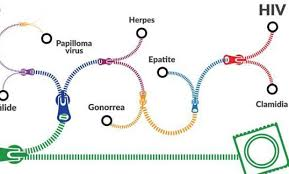 HIV
Herpes
Papilloma
virus
Epatite
Gonorrea
Clamidia